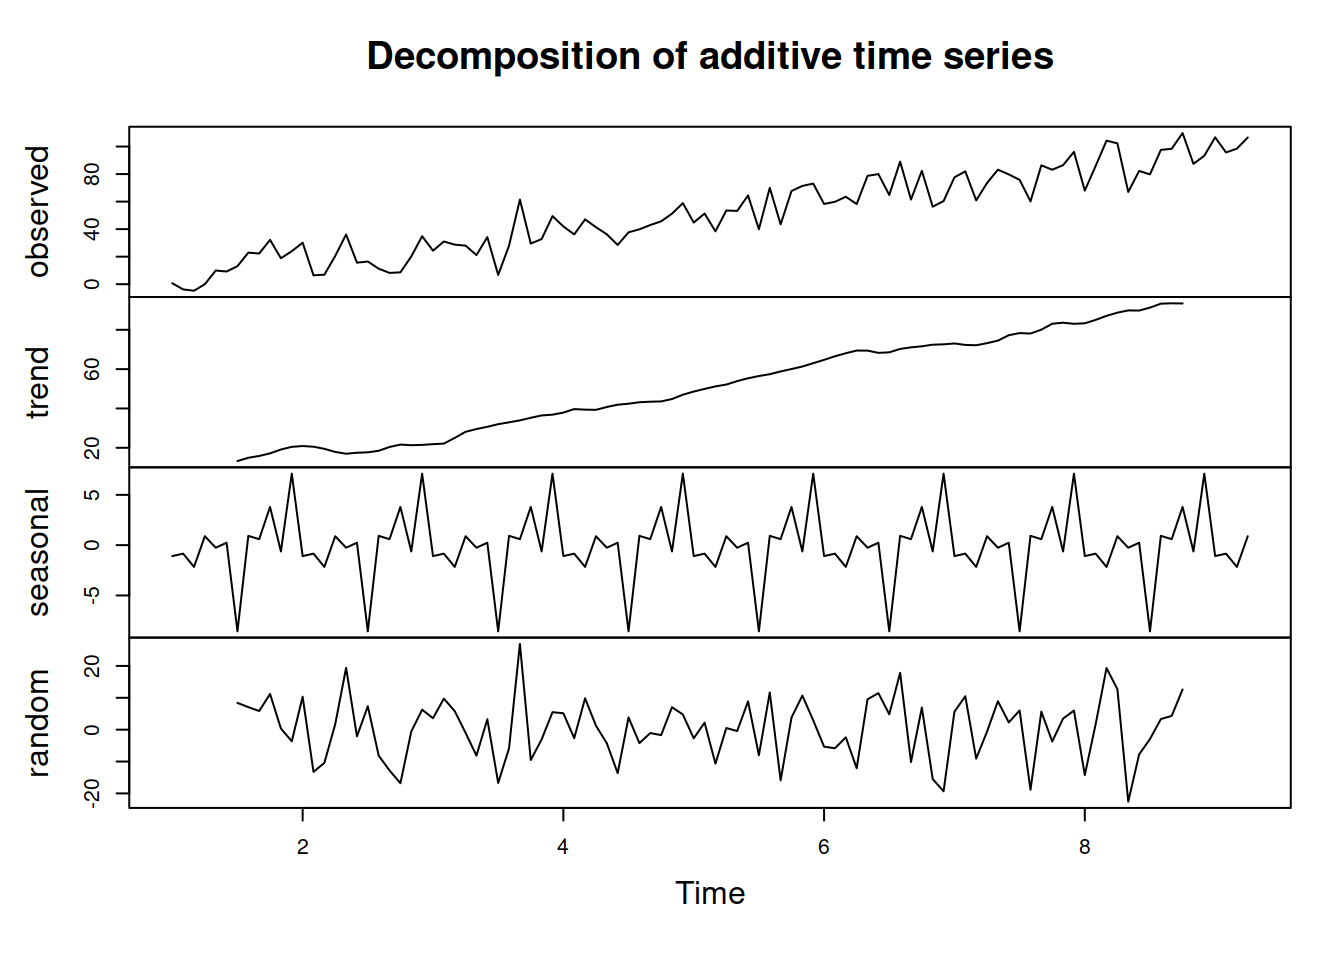 Decomposition of additive time series
observed
0 40 80
trend
20 60
seasonal
-5 0 5
random
-20 0 20
2 4 6 8
Time